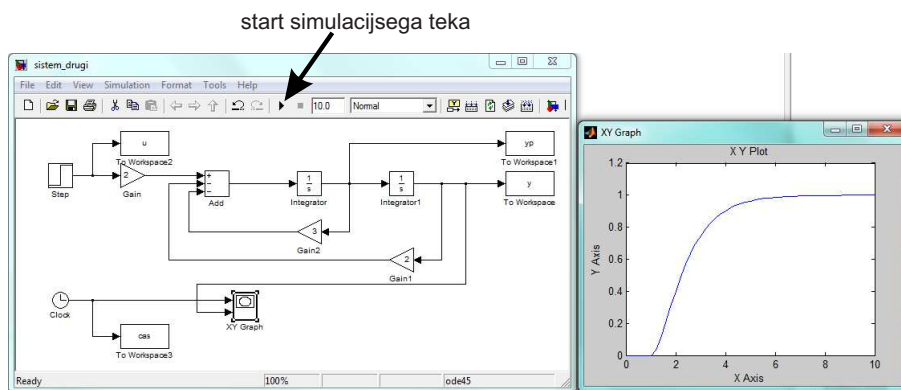 start simulacijsega teka
sistem_drugi
File Edit View Simulation Format Tools Help
10.0 Normal
u
To Workspace2
yp
To Workspace1
Step
2
Gain
Add
1
s
Integrator
1
s
Integrator1
y
To Workspace
3
Gain2
2
Gain1
Clock
XY Graph
cas
To Workspace3
Ready 100% ode45
XY Graph
X Y Plot
1.2
1
0.8
0.6
0.4
0.2
0
Y Axis
0 2 4 6 8 10
X Axis